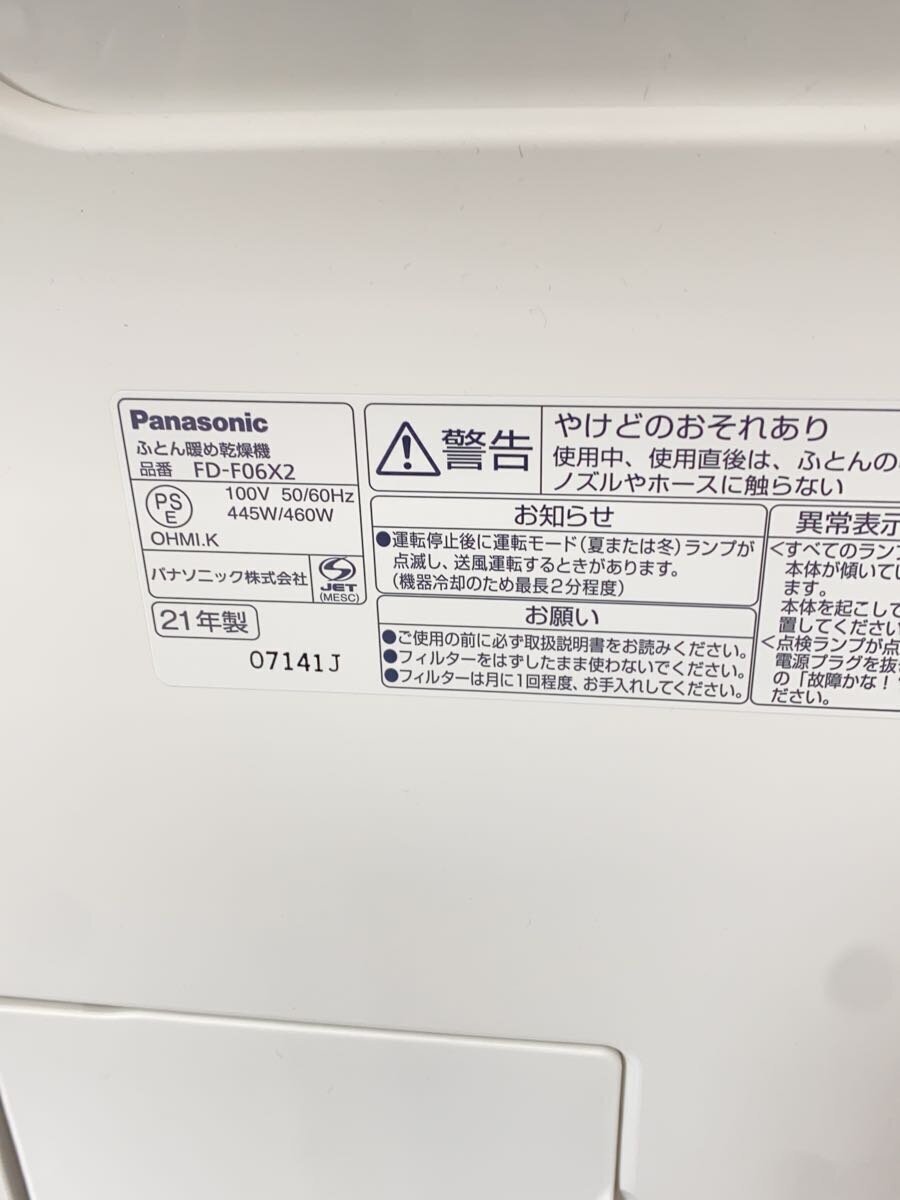 Panasonic
ふとん暖め乾燥機
品番 FD-F06X2
PS
E
100V 50/60Hz
445W/460W
OHMI.K
パナソニック株式会社
S
JET
(MESC)
21年製
07141J
警告
やけどのおそれあり
使用中、使用直後は、ふとんの
ノズルやホースに触らない
お知らせ
●運転停止後に運転モード(夏または冬)ランプが
点滅し、送風運転するときがあります。
(機器冷却のため最長2分程度)
お願い
●ご使用の前に必ず取扱説明書をお読みください。
●フィルターをはずしたまま使わないでください。
●フィルターは月に1回程度、お手入れしてください。
異常表示
<すべてのラン
本体が傾いてい
ます。
本体を起こして
置してください
<点検ランプが点
電源プラグを抜
の「故障かな！
ださい。